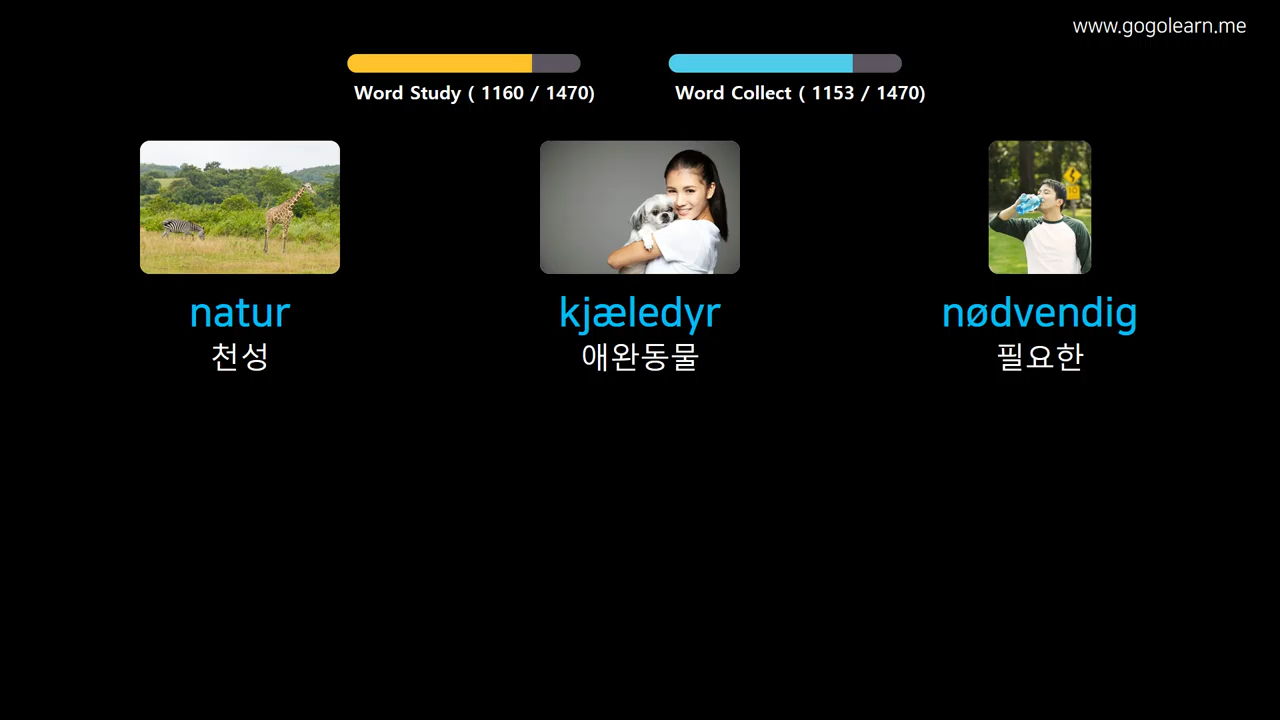 www.gogolearn.me
Word Study ( 1160 / 1470)
Word Collect ( 1153 / 1470)
natur
천성
kjæledyr
애완동물
nødvendig
필요한